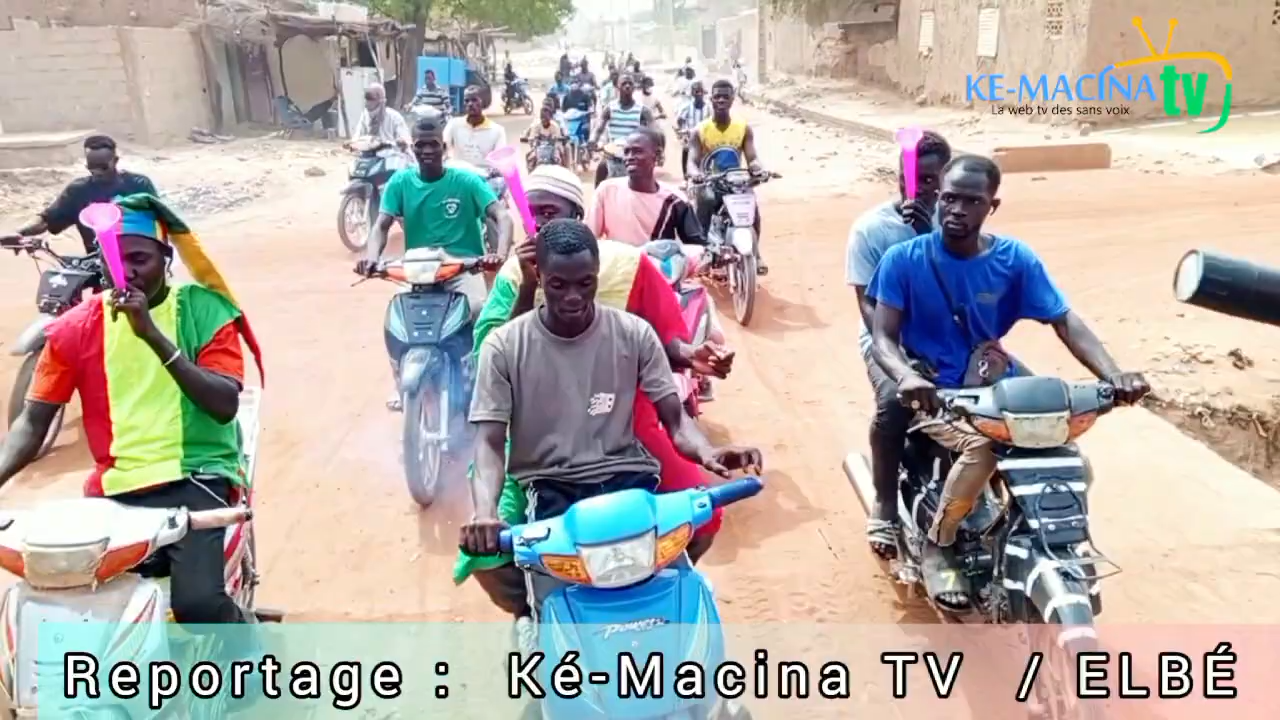 KE-MACINA tv
La web tv des sans voix
Reportage : Ké-Macina TV / ELBÉ